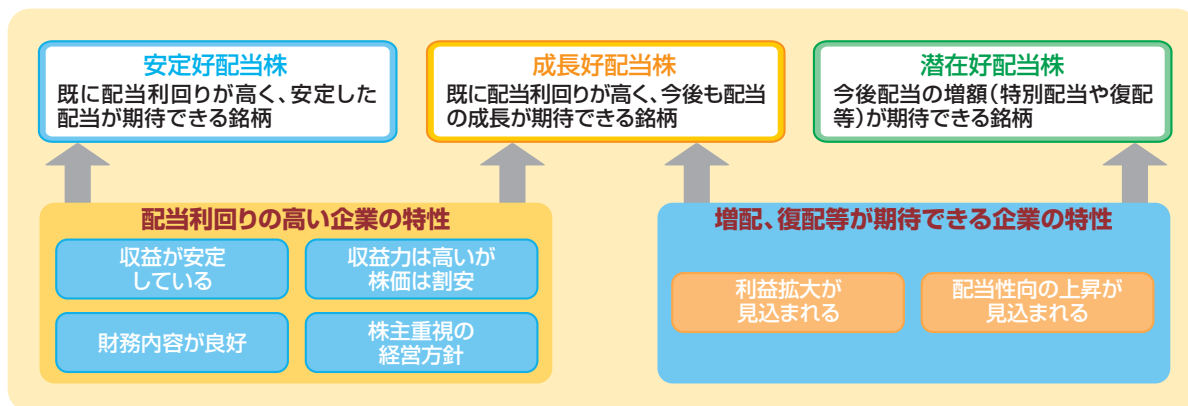 安定好配当株
既に配当利回りが高く、安定した
配当が期待できる銘柄
成長好配当株
既に配当利回りが高く、今後も配当
の成長が期待できる銘柄
潜在好配当株
今後配当の増額(特別配当や復配
等)が期待できる銘柄
配当利回りの高い企業の特性
収益が安定
している
収益力は高いが
株価は割安
財務内容が良好
株主重視の
経営方針
増配、復配等が期待できる企業の特性
利益拡大が
見込まれる
配当性向の上昇が
見込まれる